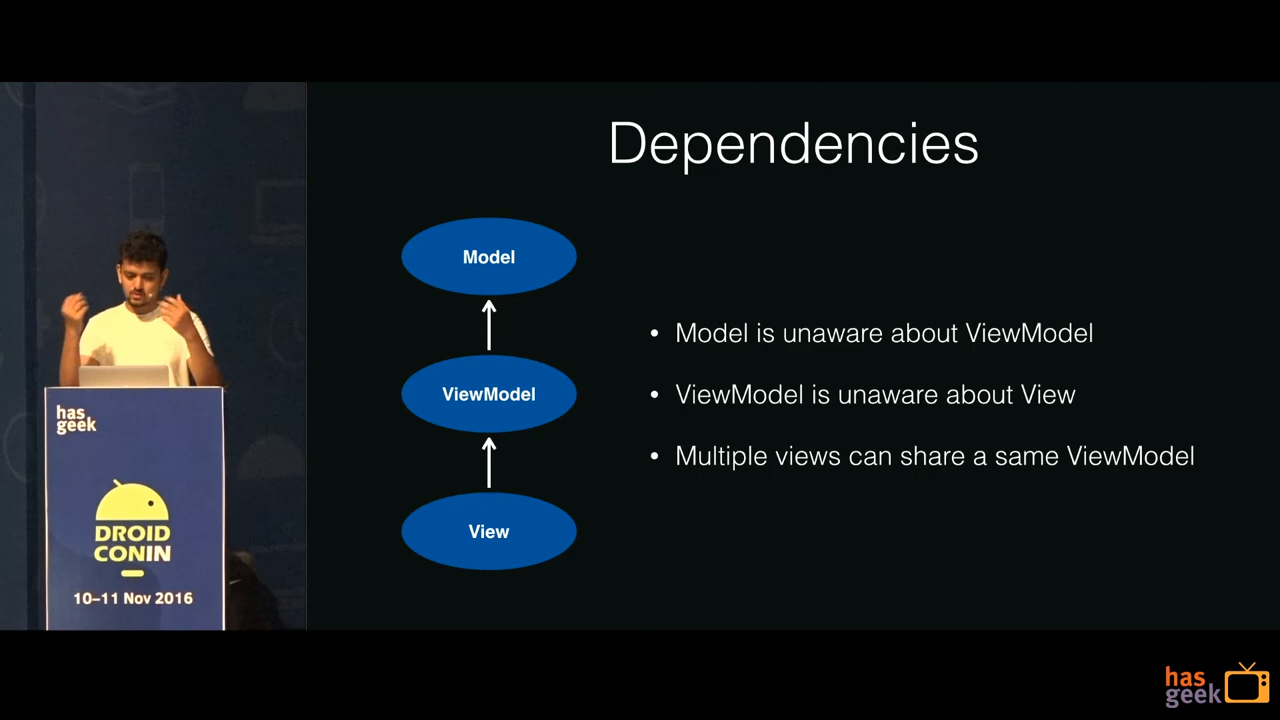 Dependencies
Model
ViewModel
View
• Model is unaware about ViewModel
• ViewModel is unaware about View
• Multiple views can share a same ViewModel
has
geek
DROID
CONIN
10–11 Nov 2016
has
geek